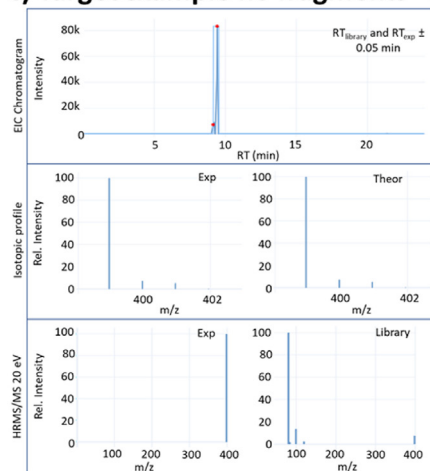 EIC Chromatogram
Intensity
80k
60k
40k
20k
0
RTlibrary and RTexp ±
0.05 min
5 10 15 20
RT (min)
Isotopic profile
Rel. Intensity
100
80
60
40
20
0
Exp
400 402
m/z
100
80
60
40
20
0
Theor
400 402
m/z
HRMS/MS 20 eV
Rel. Intensity
100
80
60
40
20
0
Exp
100 200 300 400
m/z
100
80
60
40
20
0
Library
100 200 300 400
m/z